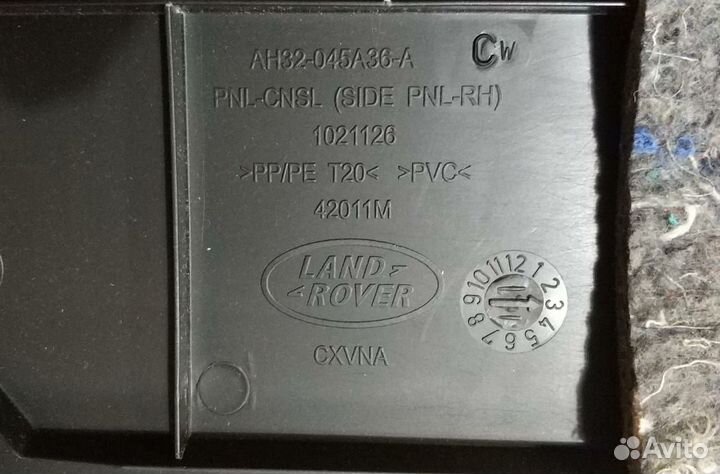 AH32-045A36-A CW
PNL-CNSL (SIDE PNL-RH)
1021126
>PP/PE T20< >PVC<
42011M
LAND
ROVER
CXVNA
1 2 3 4 5 6 7 8 9 10 11 12
Avito